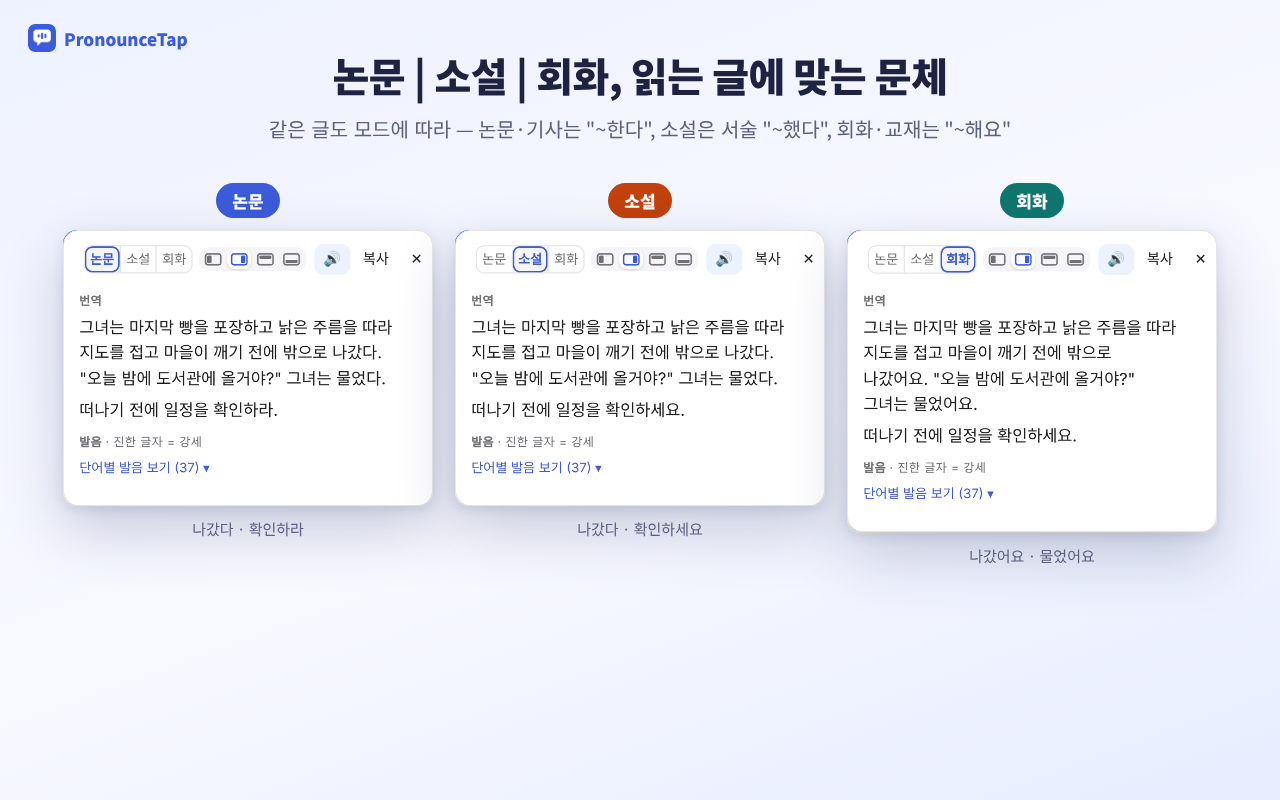 PronounceTap
논문 | 소설 | 회화, 읽는 글에 맞는 문체
같은 글도 모드에 따라 — 논문·기사는 "~한다", 소설은 서술 "~했다", 회화·교재는 "~해요"
논문
논문 소설 회화 복사 ×
번역
그녀는 마지막 빵을 포장하고 낡은 주름을 따라
지도를 접고 마을이 깨기 전에 밖으로 나갔다.
"오늘 밤에 도서관에 올거야?" 그녀는 물었다.
떠나기 전에 일정을 확인하라.
발음 · 진한 글자 = 강세
단어별 발음 보기 (37) ▾
나갔다 · 확인하라
소설
논문 소설 회화 복사 ×
번역
그녀는 마지막 빵을 포장하고 낡은 주름을 따라
지도를 접고 마을이 깨기 전에 밖으로 나갔다.
"오늘 밤에 도서관에 올거야?" 그녀는 물었다.
떠나기 전에 일정을 확인하세요.
발음 · 진한 글자 = 강세
단어별 발음 보기 (37) ▾
나갔다 · 확인하세요
회화
논문 소설 회화 복사 ×
번역
그녀는 마지막 빵을 포장하고 낡은 주름을 따라
지도를 접고 마을이 깨기 전에 밖으로
나갔어요. "오늘 밤에 도서관에 올거야?"
그녀는 물었어요.
떠나기 전에 일정을 확인하세요.
발음 · 진한 글자 = 강세
단어별 발음 보기 (37) ▾
나갔어요 · 물었어요